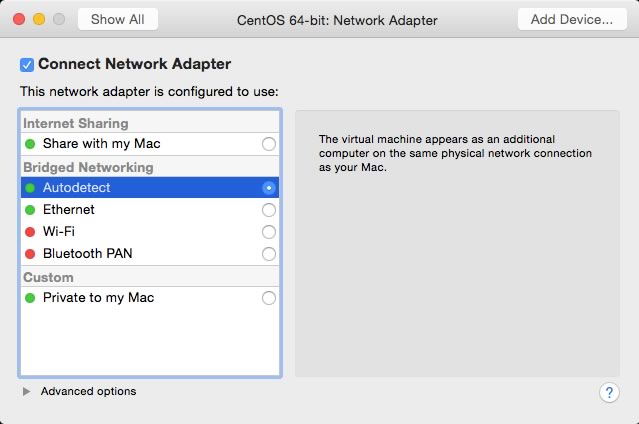 Show All
CentOS 64-bit: Network Adapter
Add Device...
Connect Network Adapter
This network adapter is configured to use:
Internet Sharing
Share with my Mac
Bridged Networking
Autodetect
Ethernet
Wi-Fi
Bluetooth PAN
Custom
Private to my Mac
The virtual machine appears as an additional
computer on the same physical network connection
as your Mac.
Advanced options
?